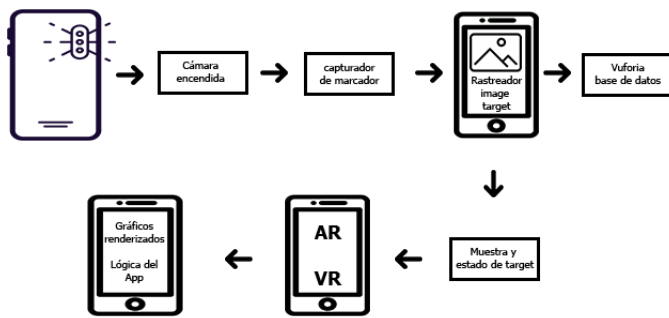 Cámara
encendida
capturador
de marcador
Rastreador
image
target
Vuforia
base de datos
Muestra y
estado de target
AR
VR
Gráficos
renderizados
Lógica del
App